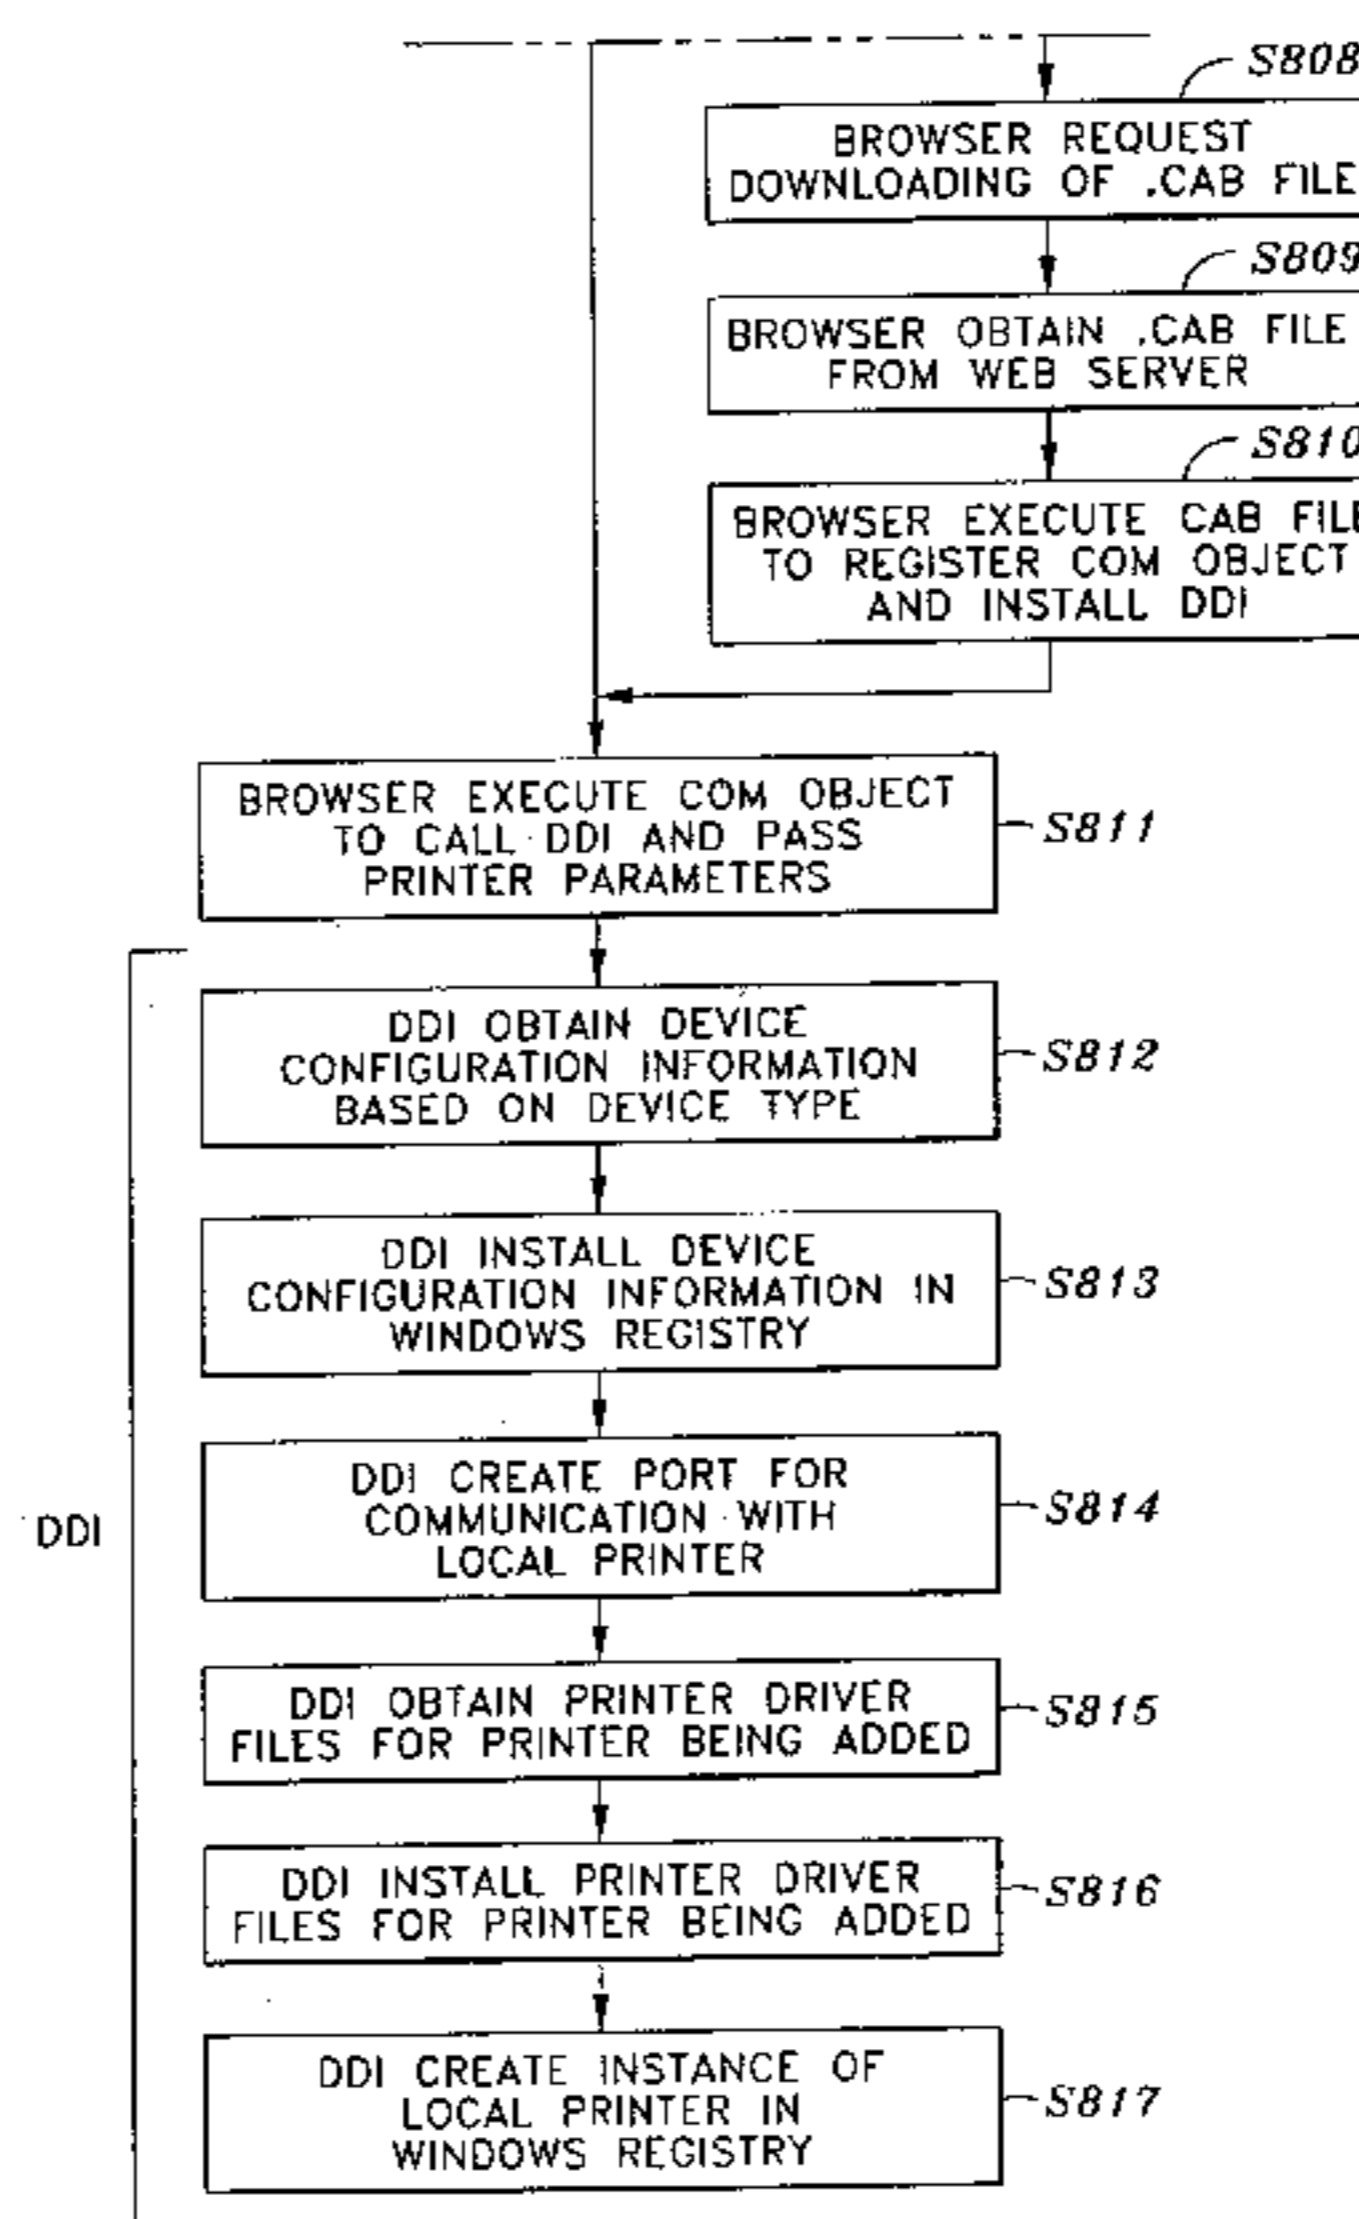 S808
BROWSER REQUEST
DOWNLOADING OF .CAB FILE
S809
BROWSER OBTAIN .CAB FILE
FROM WEB SERVER
S810
BROWSER EXECUTE CAB FILE
TO REGISTER COM OBJECT
AND INSTALL DDI
BROWSER EXECUTE COM OBJECT
TO CALL DDI AND PASS
PRINTER PARAMETERS
S811
DDI OBTAIN DEVICE
CONFIGURATION INFORMATION
BASED ON DEVICE TYPE
S812
DDI INSTALL DEVICE
CONFIGURATION INFORMATION IN
WINDOWS REGISTRY
S813
DDI CREATE PORT FOR
COMMUNICATION WITH
LOCAL PRINTER
S814
DDI
DDI OBTAIN PRINTER DRIVER
FILES FOR PRINTER BEING ADDED
S815
DDI INSTALL PRINTER DRIVER
FILES FOR PRINTER BEING ADDED
S816
DDI CREATE INSTANCE OF
LOCAL PRINTER IN
WINDOWS REGISTRY
S817